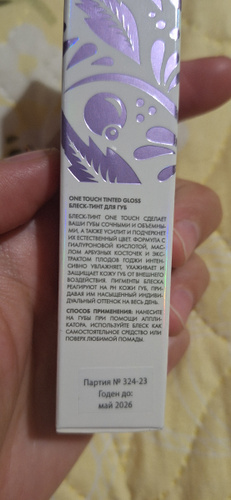 ONE TOUCH TINTED GLOSS
БЛЕСК-ТИНТ ДЛЯ ГУБ
БЛЕСК-ТИНТ ONE TOUCH СДЕЛАЕТ
ВАШИ ГУБЫ СОЧНЫМИ И ОБЪЕМНЫ-
МИ, А ТАКЖЕ УСИЛИТ И ПОДЧЕРКНЕТ
ИХ ЕСТЕСТВЕННЫЙ ЦВЕТ. ФОРМУЛА С
ГИАЛУРОНОВОЙ КИСЛОТОЙ, МАС-
ЛОМ АРБУЗНЫХ КОСТОЧЕК И ЭКС-
ТРАКТОМ ПЛОДОВ ГОДЖИ ИНТЕН-
СИВНО УВЛАЖНЯЕТ, УХАЖИВАЕТ И
ЗАЩИЩАЕТ КОЖУ ГУБ ОТ ВНЕШНЕГО
ВОЗДЕЙСТВИЯ. ПИГМЕНТЫ БЛЕСКА
РЕАГИРУЮТ НА PH КОЖИ ГУБ, ПРИ-
ДАВАЯ ИМ НАСЫЩЕННЫЙ ИНДИВИ-
ДУАЛЬНЫЙ ОТТЕНОК НА ВЕСЬ ДЕНЬ.
СПОСОБ ПРИМЕНЕНИЯ: НАНЕСИТЕ
НА ГУБЫ ПРИ ПОМОЩИ АППЛИ-
КАТОРА, ИСПОЛЬЗУЙТЕ БЛЕСК КАК
САМОСТОЯТЕЛЬНОЕ СРЕДСТВО ИЛИ
ПОВЕРХ ЛЮБИМОЙ ПОМАДЫ.
Партия № 324-23
Годен до:
май 2026